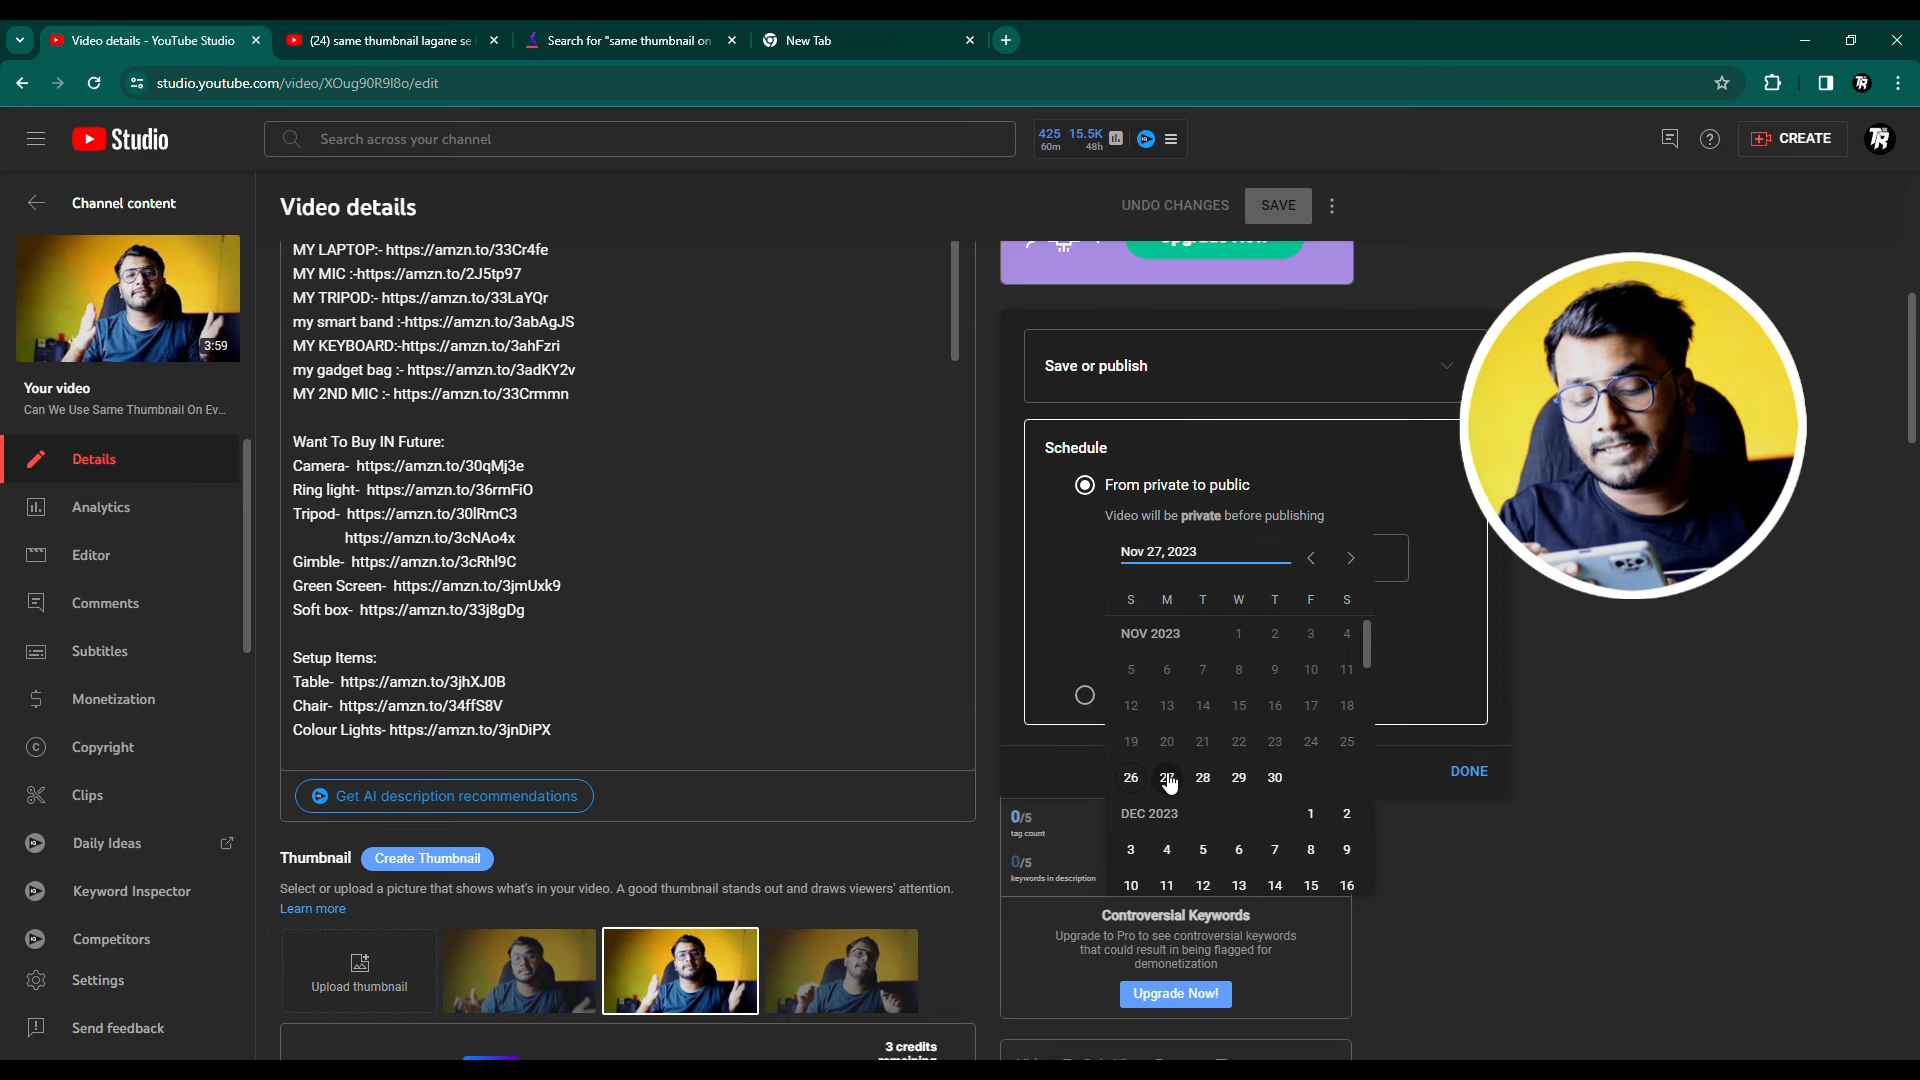 Video details - YouTube Studio
(24) same thumbnail lagane se
Search for "same thumbnail on
New Tab
studio.youtube.com/video/XOug90R9I8o/edit
TR
Studio
Search across your channel
425 15.5K
60m 48h
CREATE
TR
Channel content
3:59
Your video
Can We Use Same Thumbnail On Ev...
Details
Analytics
Editor
Comments
Subtitles
Monetization
Copyright
Clips
Daily Ideas
Keyword Inspector
Competitors
Settings
Send feedback
Video details
UNDO CHANGES
SAVE
MY LAPTOP:- https://amzn.to/33Cr4fe
MY MIC :-https://amzn.to/2J5tp97
MY TRIPOD:- https://amzn.to/33LaYQr
my smart band :-https://amzn.to/3abAgJS
MY KEYBOARD:-https://amzn.to/3ahFzri
my gadget bag :- https://amzn.to/3adKY2v
MY 2ND MIC :- https://amzn.to/33Crmmn
Want To Buy IN Future:
Camera- https://amzn.to/30qMj3e
Ring light- https://amzn.to/36rmFiO
Tripod- https://amzn.to/30IRmC3
https://amzn.to/3cNAo4x
Gimble- https://amzn.to/3cRhl9C
Green Screen- https://amzn.to/3jmUxk9
Soft box- https://amzn.to/33j8gDg
Setup Items:
Table- https://amzn.to/3jhXJ0B
Chair- https://amzn.to/34ffS8V
Colour Lights- https://amzn.to/3jnDiPX
Get AI description recommendations
Thumbnail
Create Thumbnail
Select or upload a picture that shows what's in your video. A good thumbnail stands out and draws viewers' attention.
Learn more
Upload thumbnail
3 credits
Save or publish
Schedule
From private to public
Video will be private before publishing
Nov 27, 2023
S M T W T F S
NOV 2023 1 2 3 4
5 6 7 8 9 10 11
12 13 14 15 16 17 18
19 20 21 22 23 24 25
26 27 28 29 30
DEC 2023 1 2
3 4 5 6 7 8 9
10 11 12 13 14 15 16
DONE
0/5
tag count
0/5
keywords in description
Controversial Keywords
Upgrade to Pro to see controversial keywords
that could result in being flagged for
demonetization
Upgrade Now!